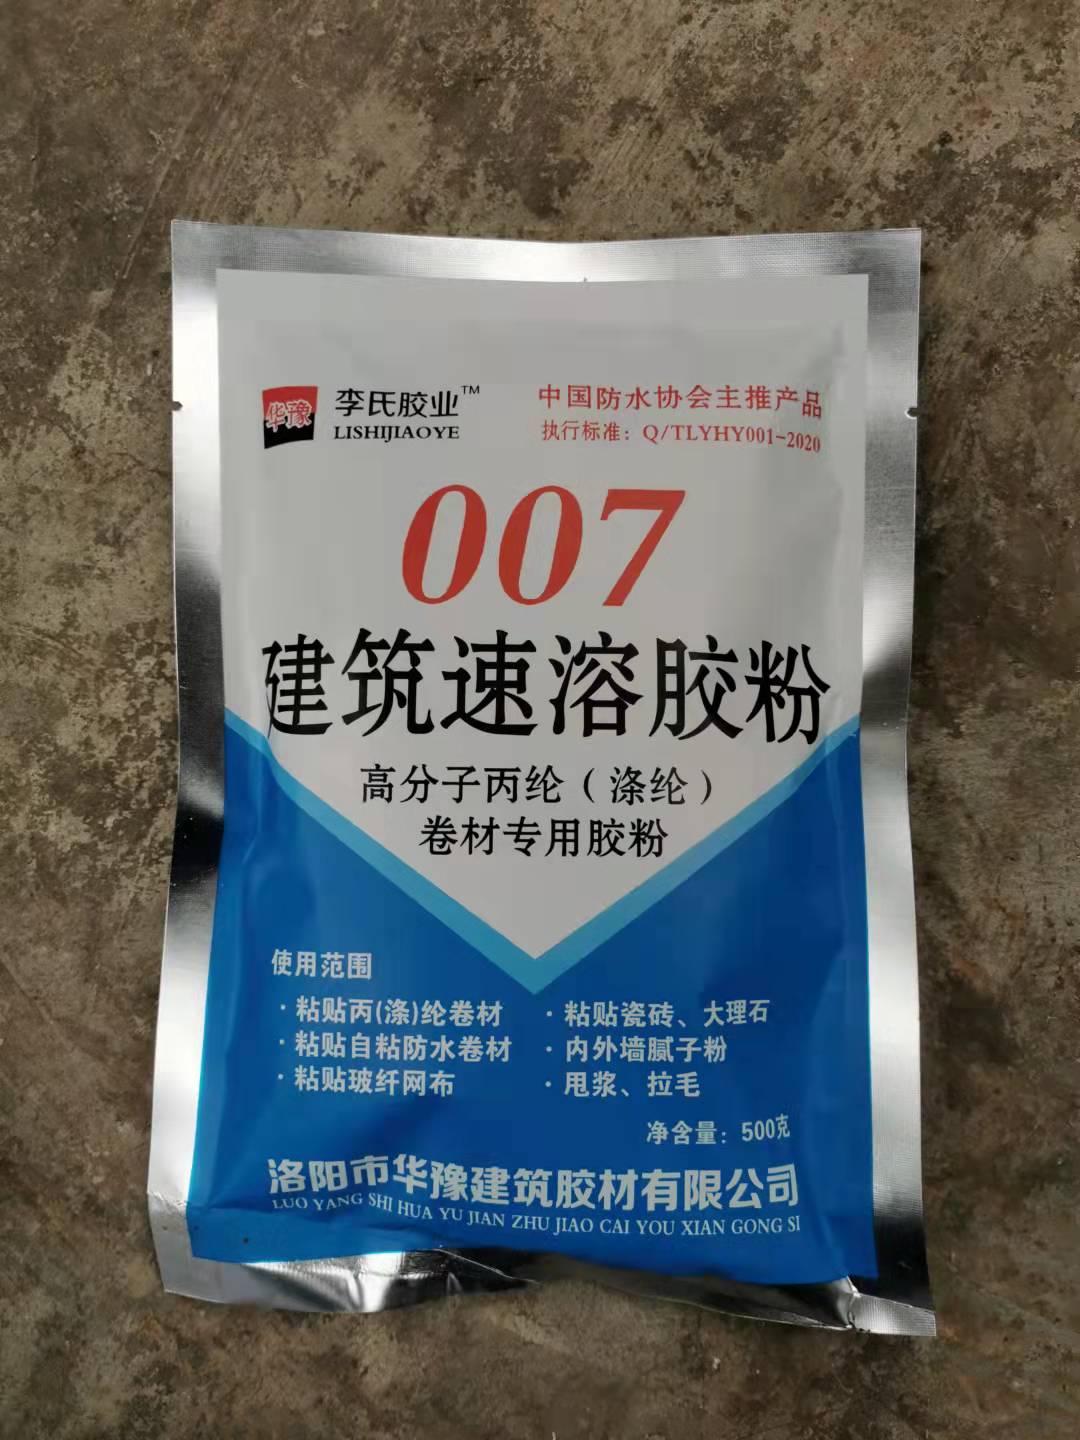 华豫
李氏胶业™
LISHIJIAOYE
中国防水协会主推产品
执行标准：Q/TLYHY001-2020
007
建筑速溶胶粉
高分子丙纶（涤纶）
卷材专用胶粉
使用范围
·粘贴丙(涤)纶卷材
·粘贴自粘防水卷材
·粘贴玻纤网布
·粘贴瓷砖、大理石
·内外墙腻子粉
·甩浆、拉毛
净含量：500克
洛阳市华豫建筑胶材有限公司
LUO YANG SHI HUA YU JIAN ZHU JIAO CAI YOU XIAN GONG SI